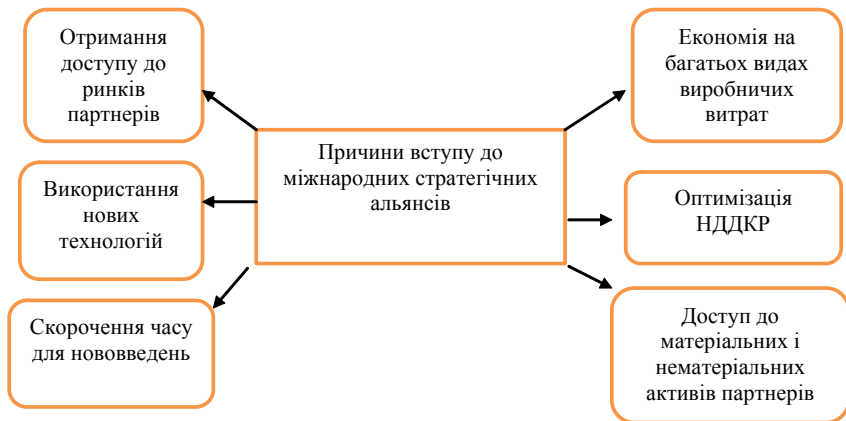 Отримання
доступу до
ринків
партнерів
Використання
нових
технологій
Скорочення часу
для нововведень
Причини вступу до
міжнародних стратегічних
альянсів
Економія на
багатьох видах
виробничих
витрат
Оптимізація
НДДКР
Доступ до
матеріальних і
нематеріальних
активів партнерів